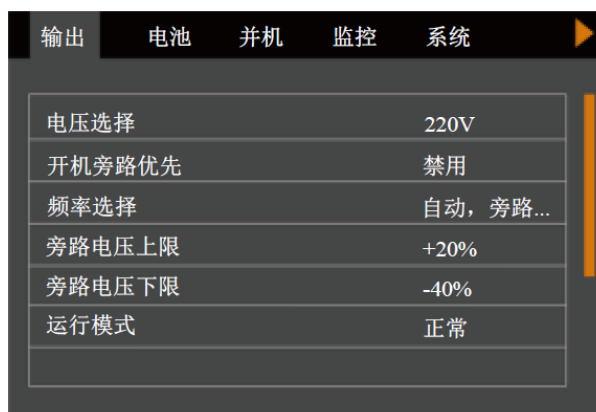 输出 电池 并机 监控 系统
电压选择 220V
开机旁路优先 禁用
频率选择 自动，旁路...
旁路电压上限 +20%
旁路电压下限 -40%
运行模式 正常